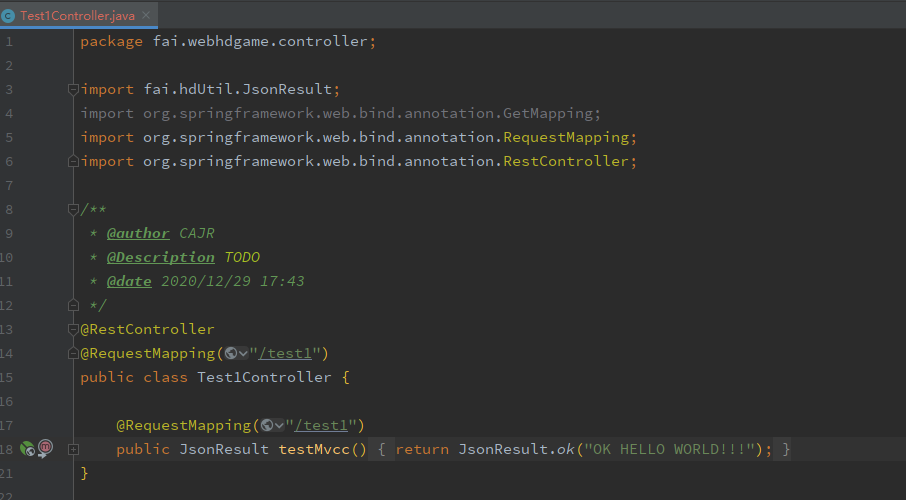 Test1Controller.java
1 package fai.webhdgame.controller;
2
3 import fai.hdUtil.JsonResult;
4 import org.springframework.web.bind.annotation.GetMapping;
5 import org.springframework.web.bind.annotation.RequestMapping;
6 import org.springframework.web.bind.annotation.RestController;
7
8 /**
9 * @author CAJR
10 * @Description TODO
11 * @date 2020/12/29 17:43
12 */
13 @RestController
14 @RequestMapping("/test1")
15 public class Test1Controller {
16
17 @RequestMapping("/test1")
18 public JsonResult testMvcc() { return JsonResult.ok("OK HELLO WORLD!!!"); }
21 }
22